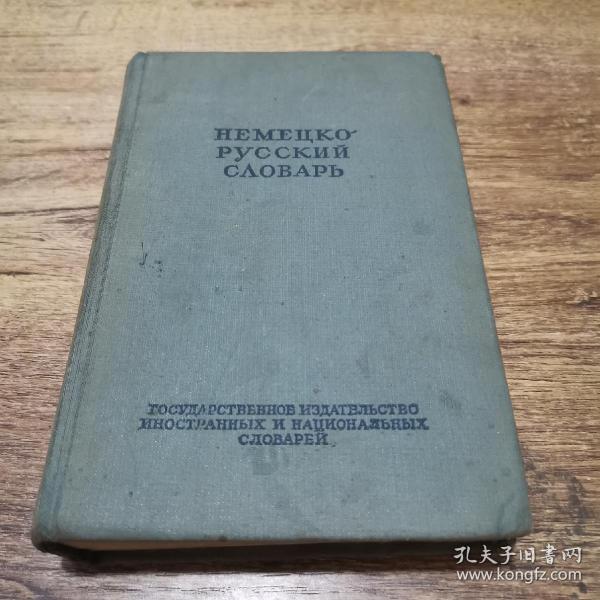 НЕМЕЦКО-
РУССКИЙ
СЛОВАРЬ
ГОСУДАРСТВЕННОЕ ИЗДАТЕЛЬСТВО
ИНОСТРАННЫХ И НАЦИОНАЛЬНЫХ
СЛОВАРЕЙ
孔夫子旧书网
www.kongfz.com